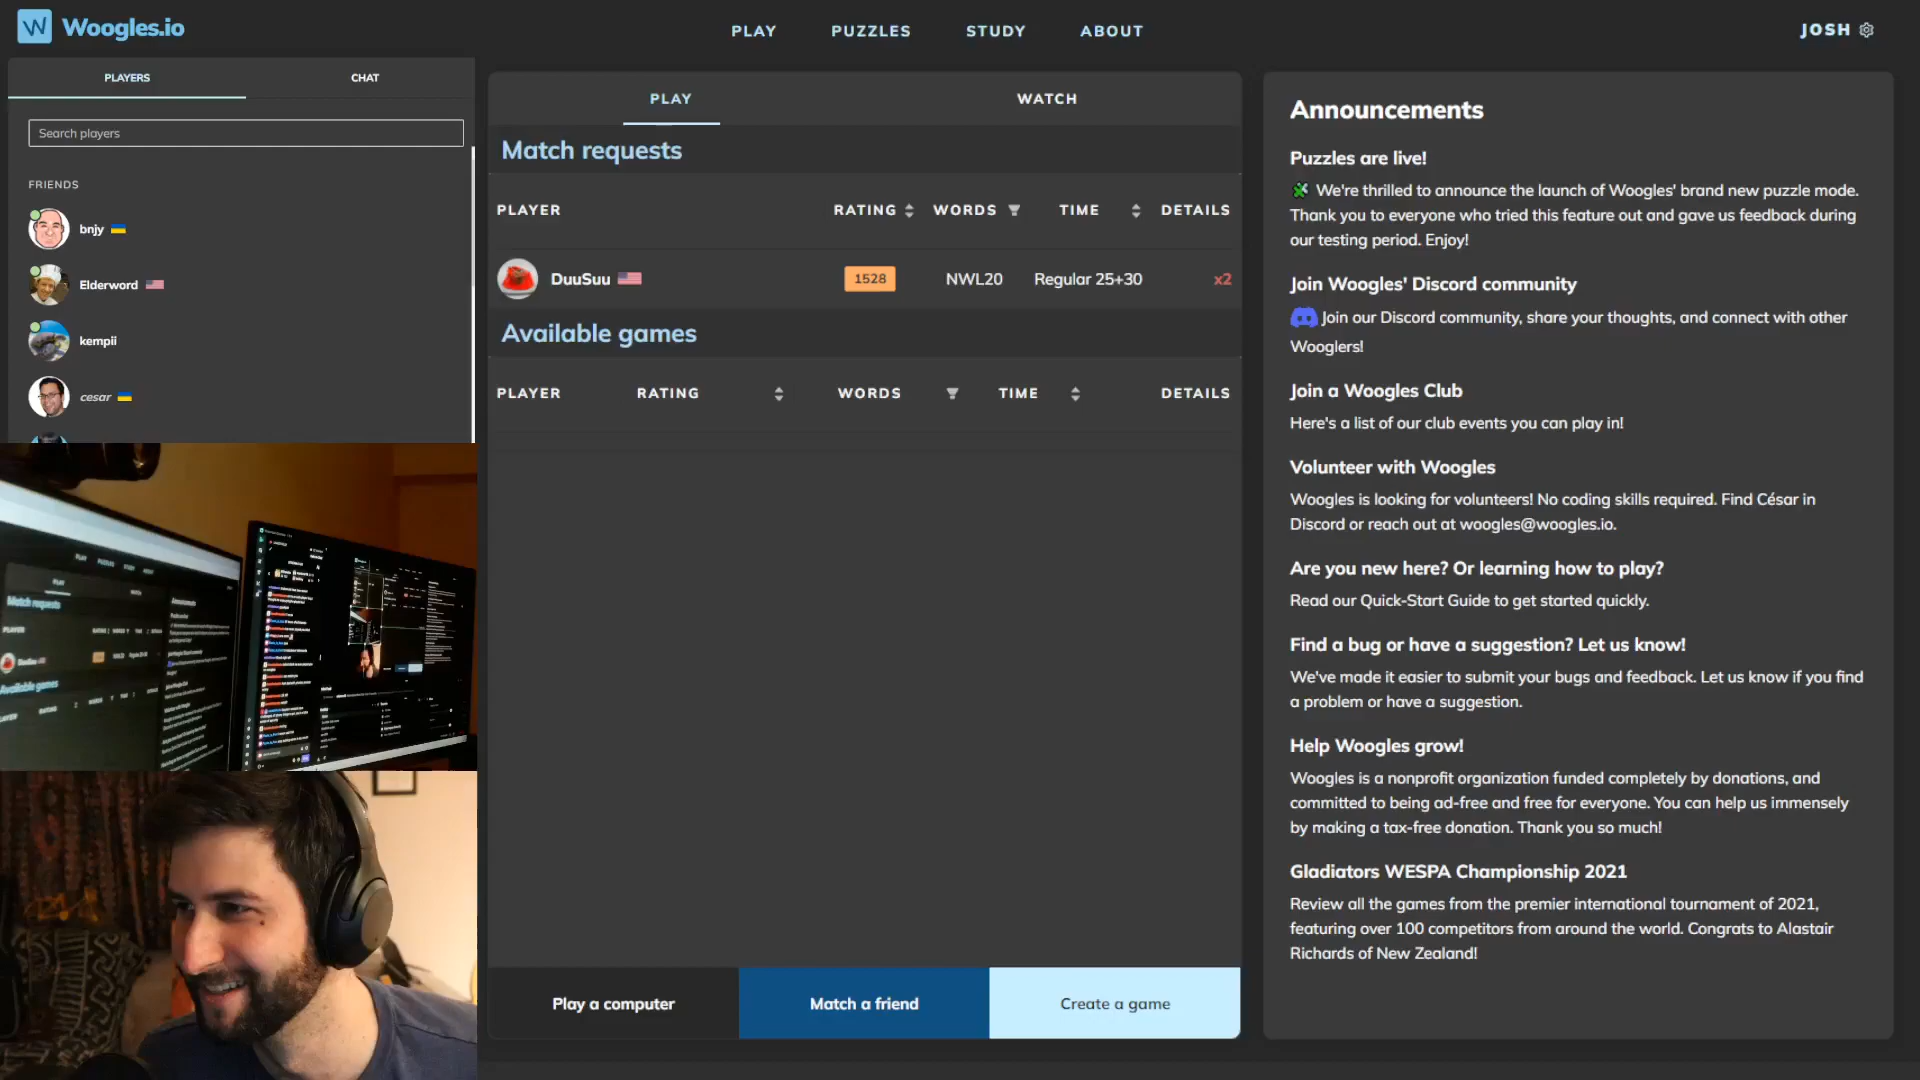 W Woogles.io
PLAY
PUZZLES
STUDY
ABOUT
JOSH
PLAYERS
CHAT
Search players
FRIENDS
bnjy
Elderword
kempii
cesar
PLAY
WATCH
Match requests
PLAYER
RATING
WORDS
TIME
DETAILS
DuuSuu
1528
NWL20
Regular 25+30
x2
Available games
PLAYER
RATING
WORDS
TIME
DETAILS
Play a computer
Match a friend
Create a game
Announcements
Puzzles are live!
We're thrilled to announce the launch of Woogles' brand new puzzle mode.
Thank you to everyone who tried this feature out and gave us feedback during
our testing period. Enjoy!
Join Woogles' Discord community
Join our Discord community, share your thoughts, and connect with other
Wooglers!
Join a Woogles Club
Here's a list of our club events you can play in!
Volunteer with Woogles
Woogles is looking for volunteers! No coding skills required. Find César in
Discord or reach out at woogles@woogles.io.
Are you new here? Or learning how to play?
Read our Quick-Start Guide to get started quickly.
Find a bug or have a suggestion? Let us know!
We've made it easier to submit your bugs and feedback. Let us know if you find
a problem or have a suggestion.
Help Woogles grow!
Woogles is a nonprofit organization funded completely by donations, and
committed to being ad-free and free for everyone. You can help us immensely
by making a tax-free donation. Thank you so much!
Gladiators WESPA Championship 2021
Review all the games from the premier international tournament of 2021,
featuring over 100 competitors from around the world. Congrats to Alastair
Richards of New Zealand!
Match requests
PLAYER
Available games